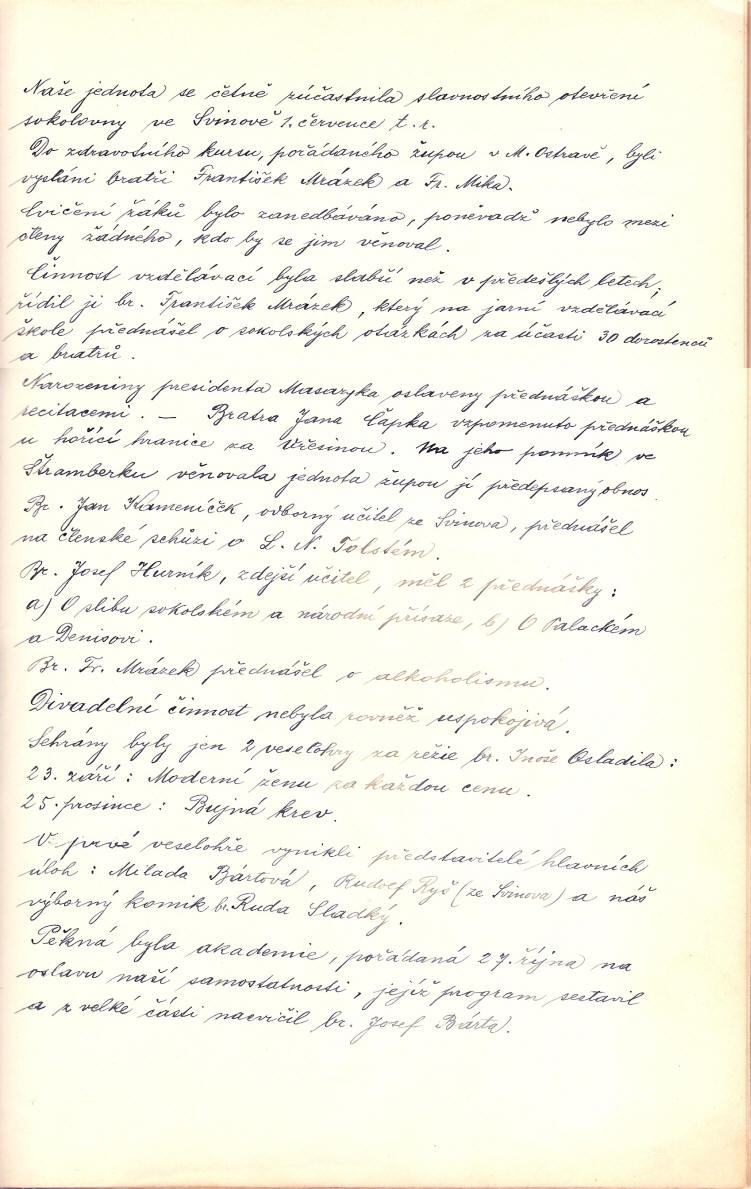 Naše jednota se četně zúčastnila slavnostního otevření
sokolovny ve Svinově 1. července t. r.
Do zdravotního kursu, pořádaného župou v M. Ostravě, byli
vysláni bratři František Mrázek a Fr. Mika.
Cvičení žáků bylo zanedbáváno, poněvadž nebylo mezi
členy žádného, kdo by se jim věnoval.
Činnost vzdělávací byla slabší než v předešlých letech;
řídil ji br. František Mrázek, který na jarní vzdělávací
škole přednášel o sokolských otázkách za účasti 30 dorostenců
a bratrů.
Narozeniny presidenta Masaryka oslaveny přednáškou a
recitacemi. — Bratra Jana Čapka vzpomenuto přednáškou
u hořící hranice za Vřesinou. Na jeho pomník ve
Štramberku věnovala jednota župou jí předepsaný obnos.
Br. Jan Kameníček, odborný učitel ze Svinova, přednášel
na členské schůzi o L. N. Tolstém.
Br. Josef Hurník, zdejší učitel, měl 2 přednášky:
a) O slibu sokolském a národní přísaze, b) O Palackém
a Denisovi.
Br. Fr. Mrázek přednášel o alkoholismu.
Divadelní činnost nebyla rovněž uspokojivá.
Sehrány byly jen 2 veselohry za režie br. Inoše Osladila:
23. září: Moderní ženu za každou cenu.
25. prosince: Bujná krev.
V prvé veselohře vynikli představitelé hlavních
úloh: Milada Bártová, Rudolf Ryš (ze Svinova) a náš
výborný komik br. Ruda Sladký.
Pěkná byla akademie, pořádaná 27. října na
oslavu naší samostatnosti, jejíž program sestavil
a z velké části nacvičil br. Josef Bárta.